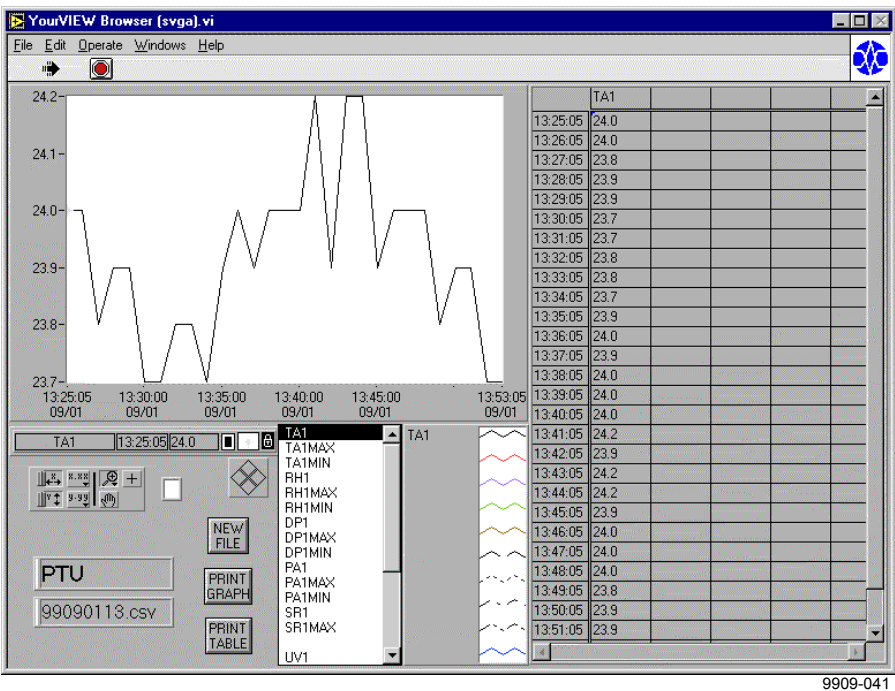 YourVIEW Browser (svga).vi
File Edit Operate Windows Help
24.2
24.1
24.0
23.9
23.8
23.7
13:25:05 13:30:00 13:35:00 13:40:00 13:45:00 13:53:05
09/01 09/01 09/01 09/01 09/01 09/01
TA1
13:25:05 24.0
13:26:05 24.0
13:27:05 23.8
13:28:05 23.9
13:29:05 23.9
13:30:05 23.7
13:31:05 23.7
13:32:05 23.8
13:33:05 23.8
13:34:05 23.7
13:35:05 23.9
13:36:05 24.0
13:37:05 23.9
13:38:05 24.0
13:39:05 24.0
13:40:05 24.0
13:41:05 24.2
13:42:05 23.9
13:43:05 24.2
13:44:05 24.2
13:45:05 23.9
13:46:05 24.0
13:47:05 24.0
13:48:05 24.0
13:49:05 23.8
13:50:05 23.9
13:51:05 23.9
TA1 13:25:05 24.0
X.XX
Y.YY
NEW
FILE
PTU
99090113.csv
PRINT
GRAPH
PRINT
TABLE
TA1
TA1MAX
TA1MIN
RH1
RH1MAX
RH1MIN
DP1
DP1MAX
DP1MIN
PA1
PA1MAX
PA1MIN
SR1
SR1MAX
UV1
TA1
9909-041